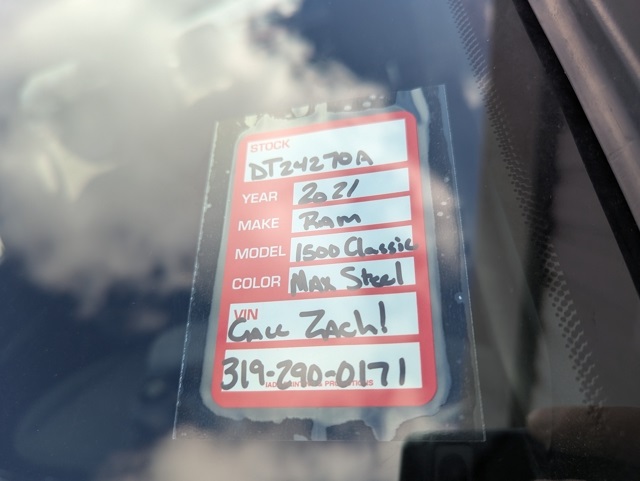 STOCK
DT24270A
YEAR 2021
MAKE Ram
MODEL 1500 Classic
COLOR Max Steel
VIN
Call Zach!
319-290-0171